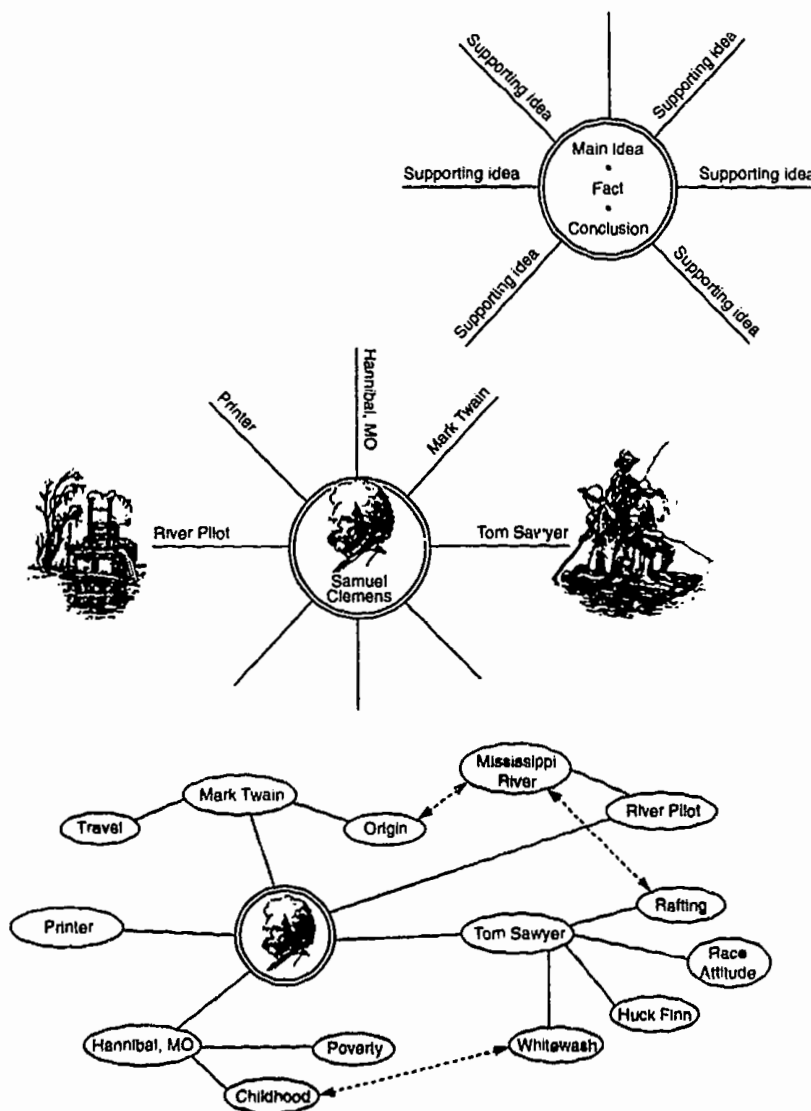 Supporting idea
Supporting idea
Supporting idea
Main Idea
Fact
Conclusion
Supporting idea
Supporting idea
Supporting idea
Printer
Hannibal, MO
Mark Twain
River Pilot
Samuel
Clemens
Tom Sawyer
Mark Twain
Mississippi
River
Travel
Origin
River Pilot
Printer
Tom Sawyer
Rafting
Race
Attitude
Huck Finn
Hannibal, MO
Poverty
Whitewash
Childhood